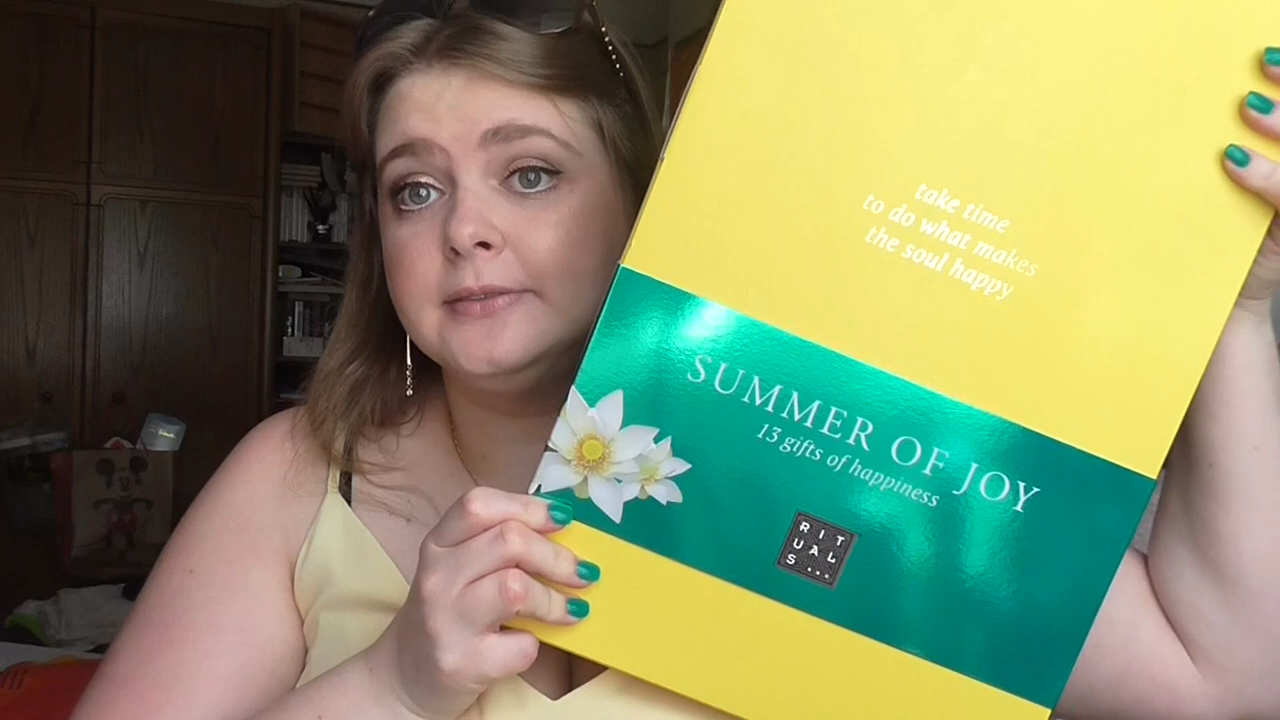 take time
to do what makes
the soul happy
SUMMER OF JOY
13 gifts of happiness
RIT
UAL
S...